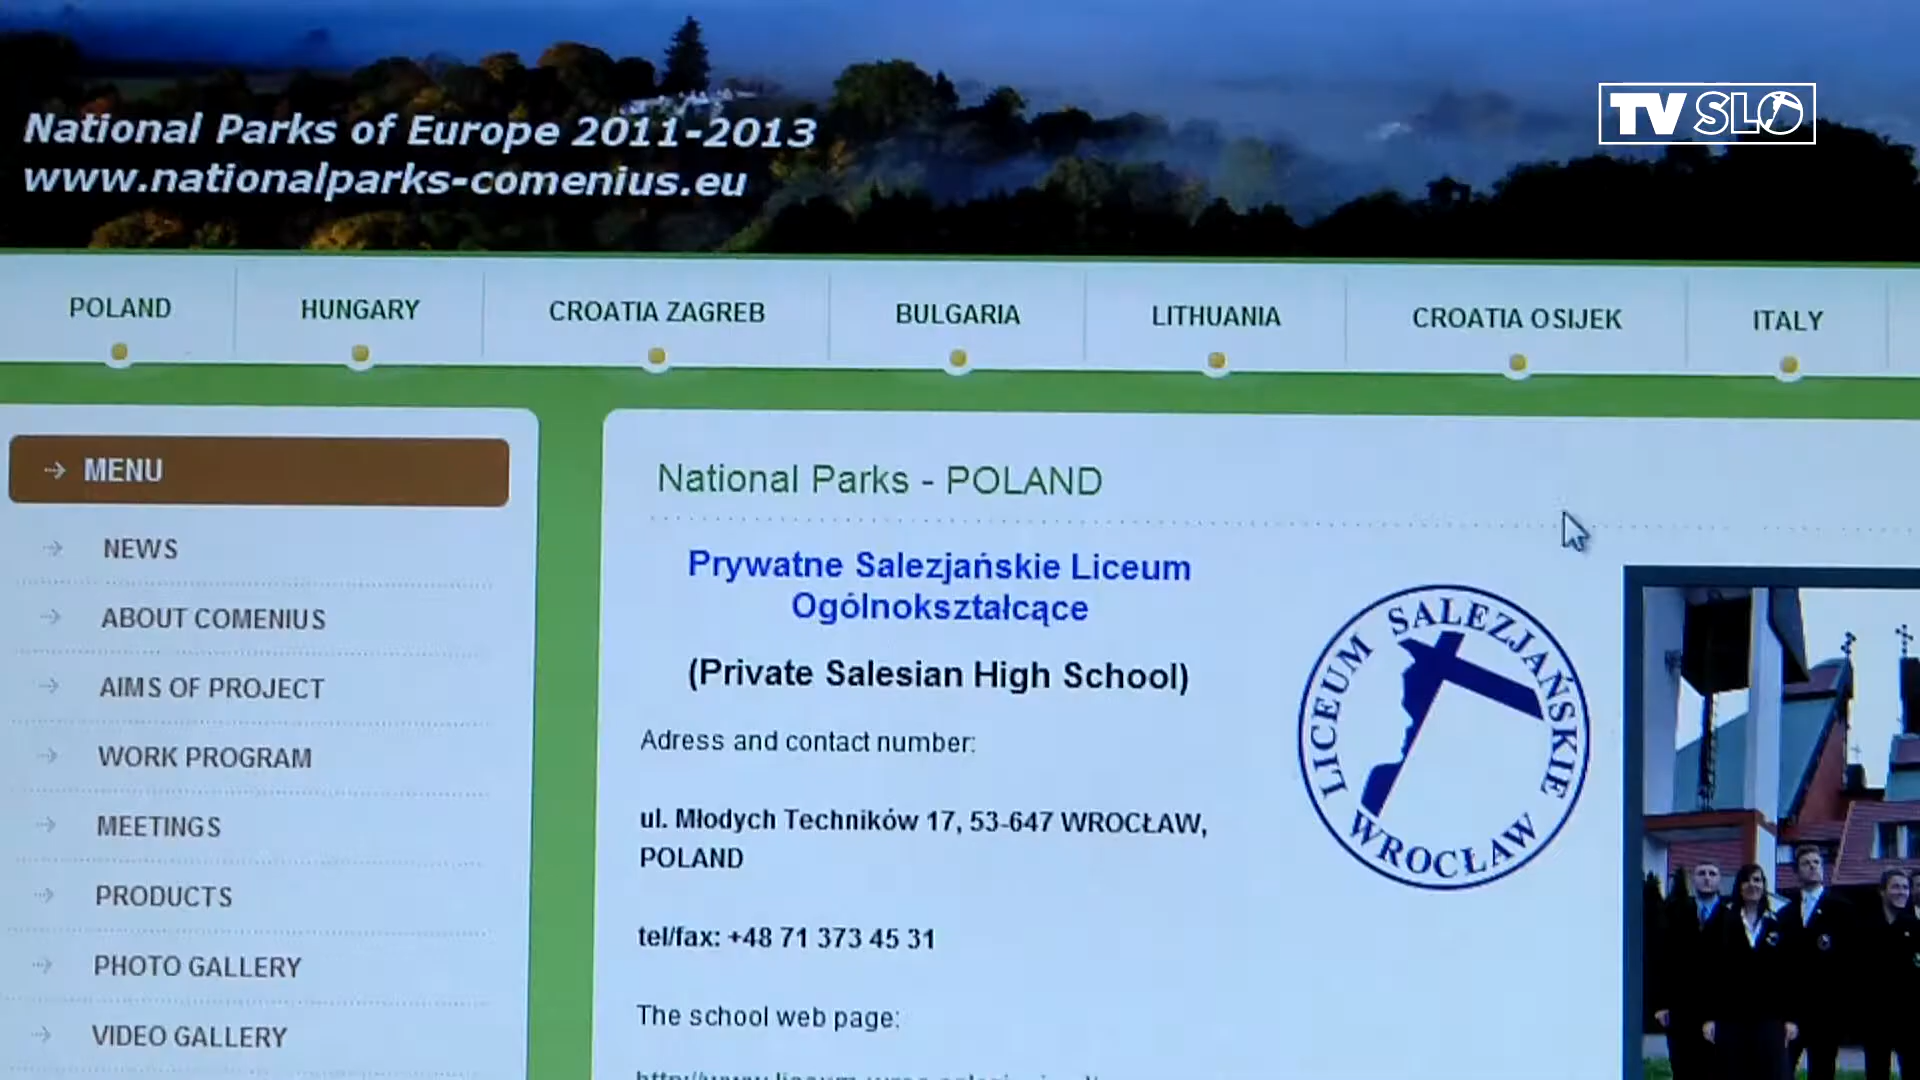 National Parks of Europe 2011-2013
www.nationalparks-comenius.eu
TV SLO
POLAND
HUNGARY
CROATIA ZAGREB
BULGARIA
LITHUANIA
CROATIA OSIJEK
ITALY
MENU
NEWS
ABOUT COMENIUS
AIMS OF PROJECT
WORK PROGRAM
MEETINGS
PRODUCTS
PHOTO GALLERY
VIDEO GALLERY
National Parks - POLAND
Prywatne Salezjańskie Liceum
Ogólnokształcące
(Private Salesian High School)
Adress and contact number:
ul. Młodych Techników 17, 53-647 WROCŁAW,
POLAND
tel/fax: +48 71 373 45 31
The school web page:
LICEUM SALEZJAŃSKIE
WROCŁAW